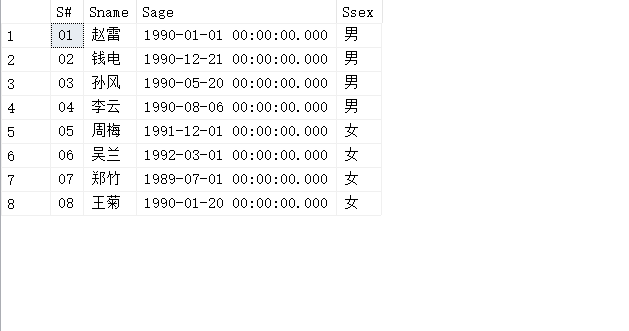 S# Sname Sage Ssex
1 01 赵雷 1990-01-01 00:00:00.000 男
2 02 钱电 1990-12-21 00:00:00.000 男
3 03 孙风 1990-05-20 00:00:00.000 男
4 04 李云 1990-08-06 00:00:00.000 男
5 05 周梅 1991-12-01 00:00:00.000 女
6 06 吴兰 1992-03-01 00:00:00.000 女
7 07 郑竹 1989-07-01 00:00:00.000 女
8 08 王菊 1990-01-20 00:00:00.000 女